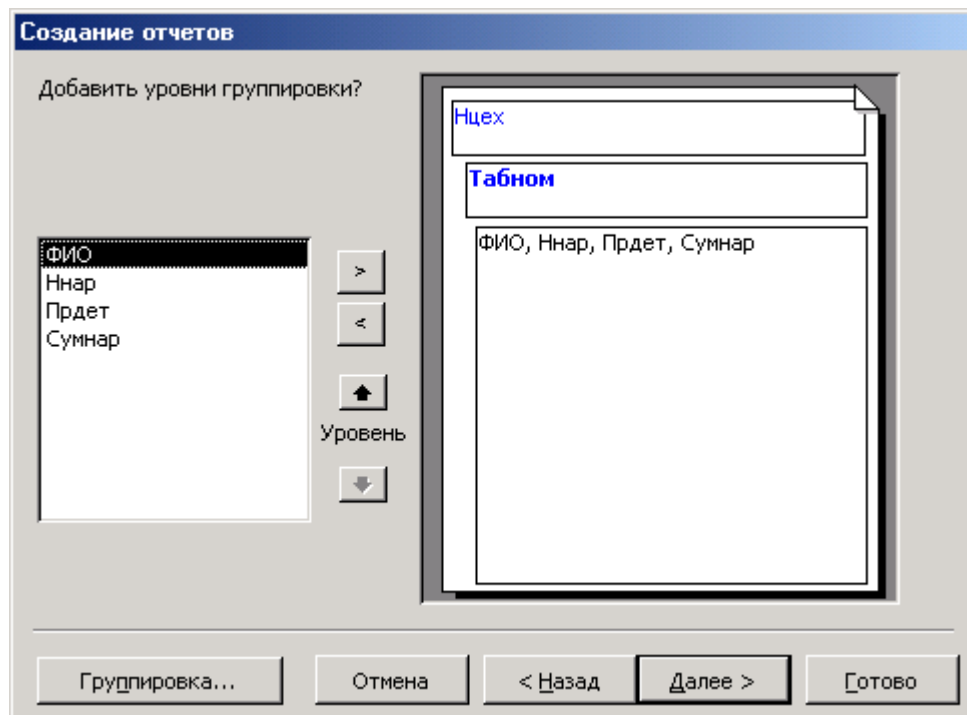 Создание отчетов
Добавить уровни группировки?
Нцех
Табном
ФИО, Ннар, Прдет, Сумнар
ФИО
Ннар
Прдет
Сумнар
>
<
Уровень
Группировка...
Отмена
< Назад
Далее >
Готово